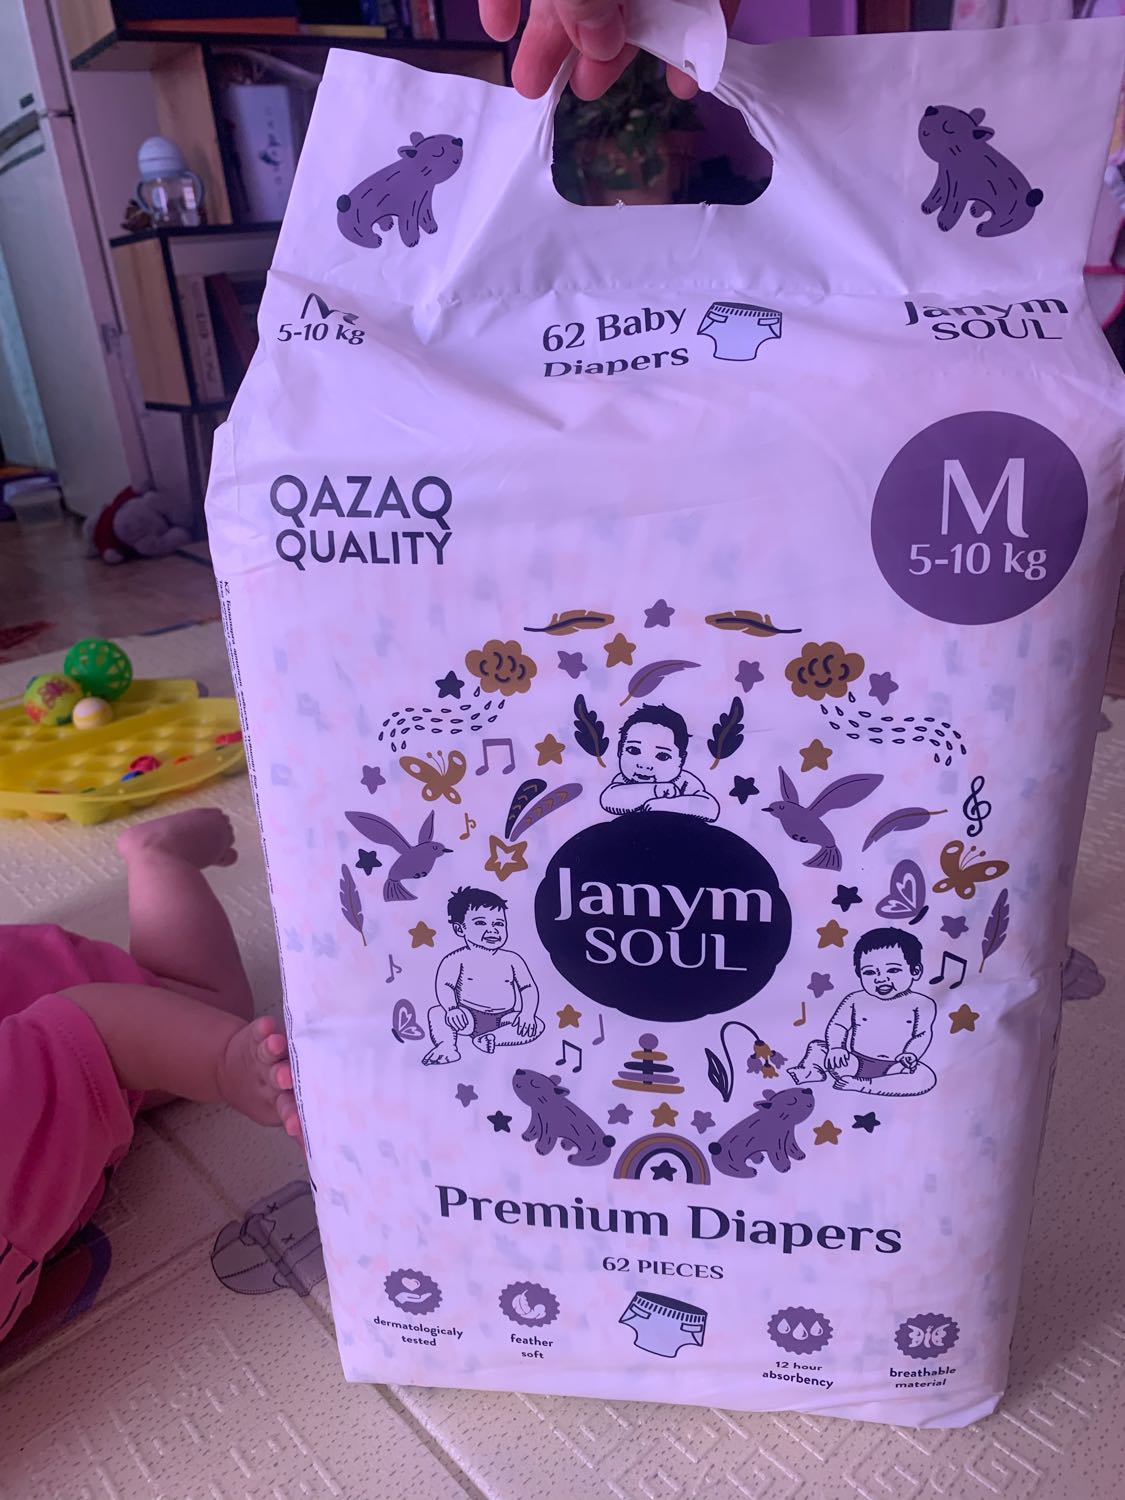 M
5-10 kg
62 Baby
Diapers
Janym
SOUL
QAZAQ
QUALITY
M
5-10 kg
Janym
SOUL
Premium Diapers
62 PIECES
dermatologicaly
tested
feather
soft
12 hour
absorbency
breathable
material